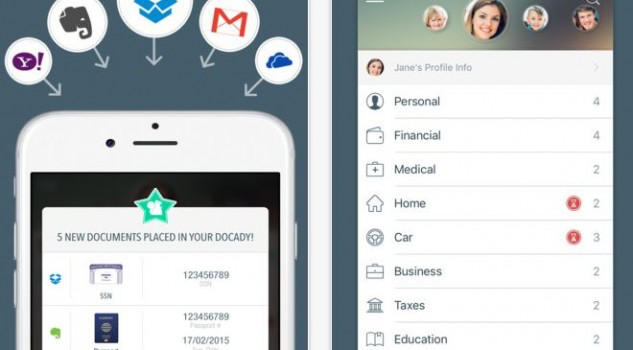 Y!
5 NEW DOCUMENTS PLACED IN YOUR DOCADY!
SSN
123456789
SSN
123456789
Passport #
17/02/2015
Jane's Profile Info
Personal 4
Financial 4
Medical 2
Home 2
Car 3
Business 2
Taxes 2
Education 2